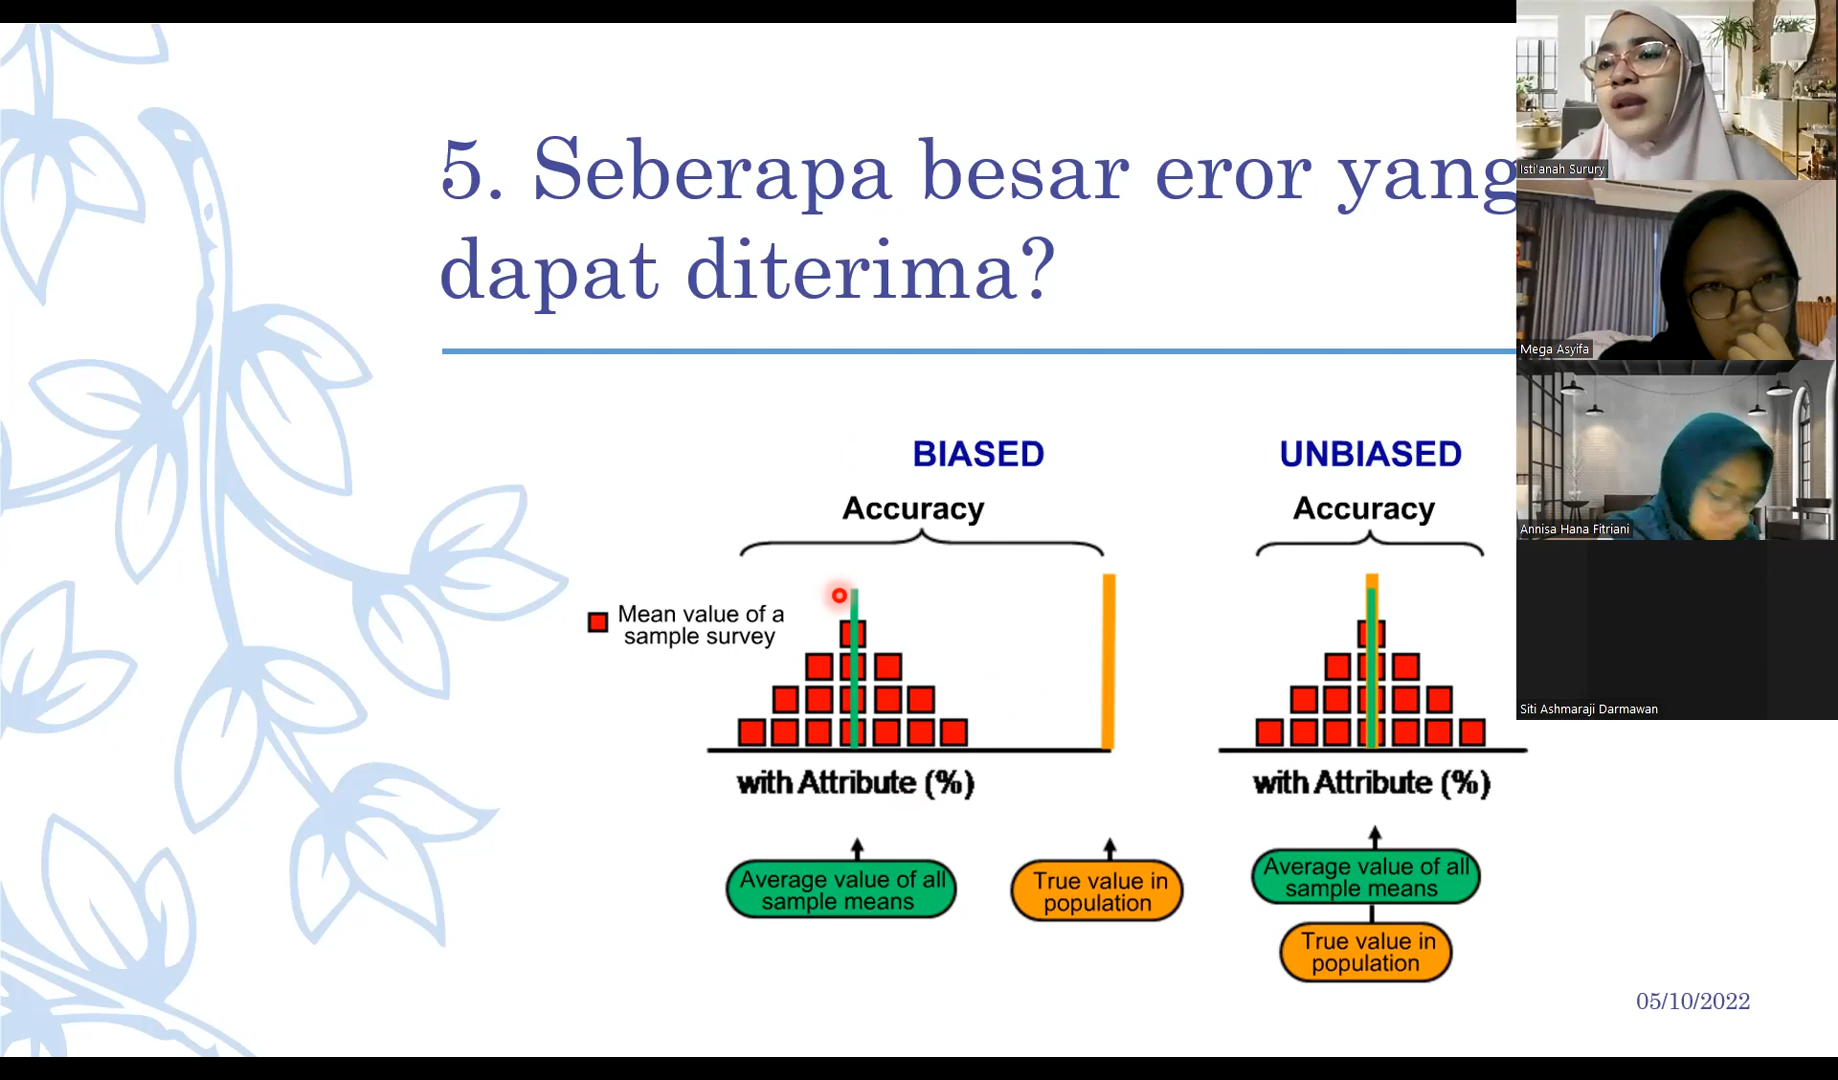 5. Seberapa besar eror yang
dapat diterima?
BIASED
UNBIASED
Accuracy
Accuracy
Mean value of a
sample survey
with Attribute (%)
with Attribute (%)
Average value of all
sample means
True value in
population
Average value of all
sample means
True value in
population
05/10/2022
Isti'anah Surury
Mega Asyifa
Annisa Hana Fitriani
Siti Ashmaraji Darmawan